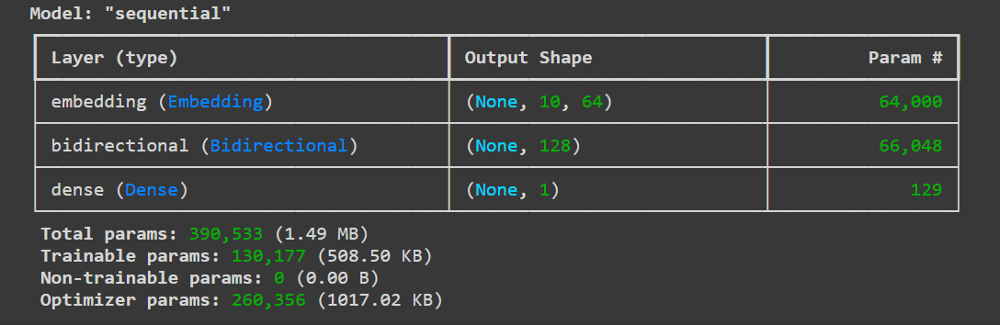 Model: "sequential"
Layer (type) Output Shape Param #
embedding (Embedding) (None, 10, 64) 64,000
bidirectional (Bidirectional) (None, 128) 66,048
dense (Dense) (None, 1) 129
Total params: 390,533 (1.49 MB)
Trainable params: 130,177 (508.50 KB)
Non-trainable params: 0 (0.00 B)
Optimizer params: 260,356 (1017.02 KB)